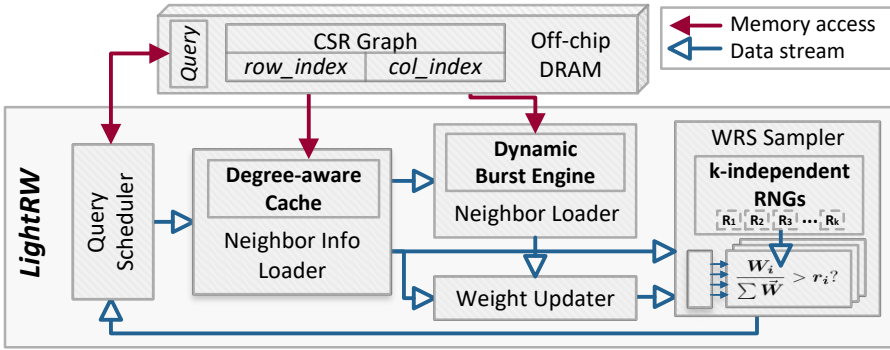 Query
CSR Graph
row_index
col_index
Off-chip
DRAM
Memory access
Data stream
LightRW
Query
Scheduler
Degree-aware
Cache
Neighbor Info
Loader
Dynamic
Burst Engine
Neighbor Loader
Weight Updater
WRS Sampler
k-independent
RNGs
R1 R2 R3 ... Rk
W_i / ∑ W⃗ > r_i?